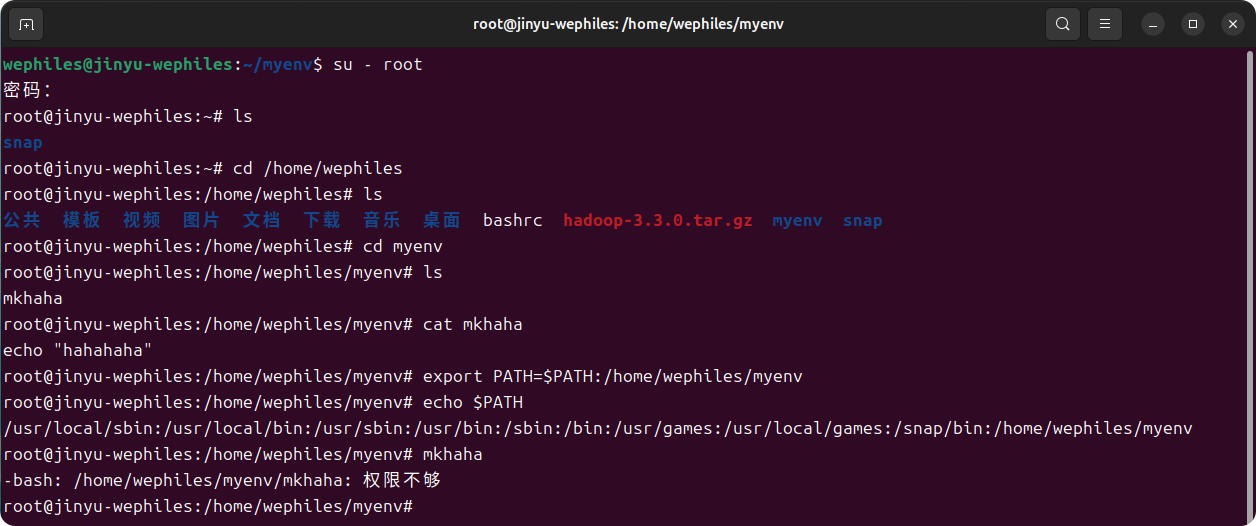 root@jinyu-wephiles: /home/wephiles/myenv
wephiles@jinyu-wephiles:~/myenv$ su - root
密码：
root@jinyu-wephiles:~# ls
snap
root@jinyu-wephiles:~# cd /home/wephiles
root@jinyu-wephiles:/home/wephiles# ls
公共 模板 视频 图片 文档 下载 音乐 桌面 bashrc hadoop-3.3.0.tar.gz myenv snap
root@jinyu-wephiles:/home/wephiles# cd myenv
root@jinyu-wephiles:/home/wephiles/myenv# ls
mkhaha
root@jinyu-wephiles:/home/wephiles/myenv# cat mkhaha
echo "hahahaha"
root@jinyu-wephiles:/home/wephiles/myenv# export PATH=$PATH:/home/wephiles/myenv
root@jinyu-wephiles:/home/wephiles/myenv# echo $PATH
/usr/local/sbin:/usr/local/bin:/usr/sbin:/usr/bin:/sbin:/bin:/usr/games:/usr/local/games:/snap/bin:/home/wephiles/myenv
root@jinyu-wephiles:/home/wephiles/myenv# mkhaha
-bash: /home/wephiles/myenv/mkhaha: 权限不够
root@jinyu-wephiles:/home/wephiles/myenv#